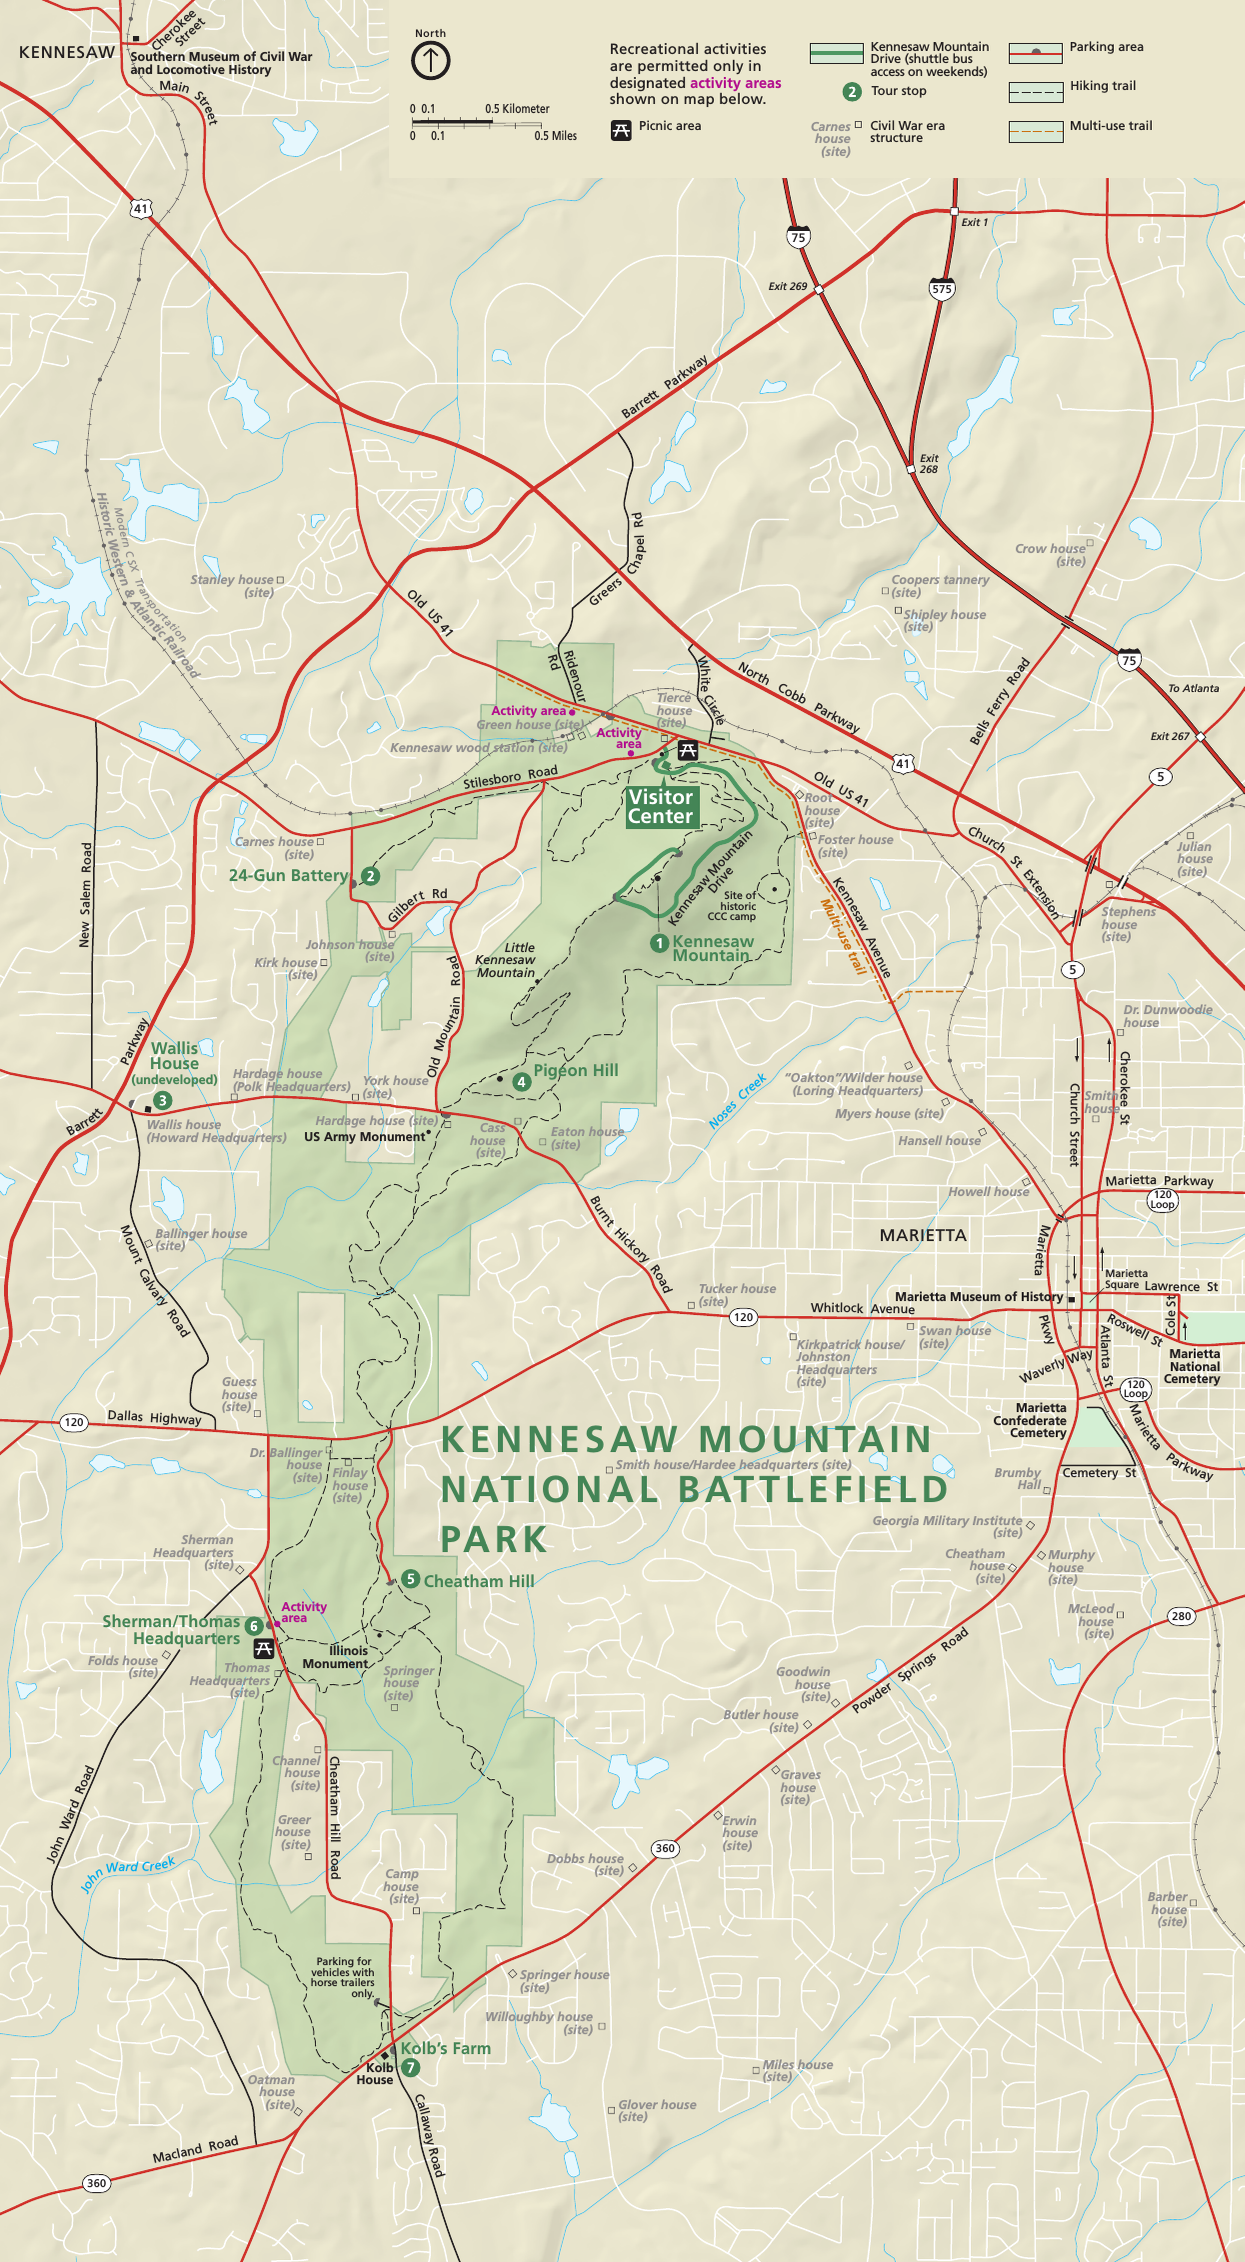 KENNESAW
Cherokee
Street
Southern Museum of Civil War
and Locomotive History
Main Street
North
0 0.1 0.5 Kilometer
0 0.1 0.5 Miles
Recreational activities
are permitted only in
designated activity areas
shown on map below.
Picnic area
Kennesaw Mountain
Drive (shuttle bus
access on weekends)
2 Tour stop
Carnes
house
(site)
Civil War era
structure
Parking area
Hiking trail
Multi-use trail
41
75
575
Exit 1
Exit 269
Barrett Parkway
Exit
268
Historic Western & Atlantic Railroad
Modern CSX Transportation
Stanley house
(site)
Greers Chapel Rd
Crow house
(site)
Coopers tannery
(site)
Shipley house
(site)
Old US 41
Ridenour
Rd
White Circle
North Cobb Parkway
Bells Ferry Road
75
To Atlanta
Exit 267
5
41
Activity area
Green house (site)
Kennesaw wood station (site)
Activity
area
Tierce
house
(site)
Stilesboro Road
Visitor
Center
Old US 41
Root
house
(site)
Foster house
(site)
Church St Extension
Julian
house
(site)
Stephens
house
(site)
Carnes house
(site)
24-Gun Battery 2
New Salem Road
Gilbert Rd
Johnson house
(site)
Kirk house
(site)
Kennesaw Mountain
Drive
Site of
historic
CCC camp
Kennesaw Avenue
Multi-use trail
1 Kennesaw
Mountain
Little
Kennesaw
Mountain
Old Mountain Road
5
Dr. Dunwoodie
house
Wallis
House
(undeveloped)
3
Barrett Parkway
Hardage house
(Polk Headquarters)
York house
(site)
Pigeon Hill
4
Noses Creek
"Oakton"/Wilder house
(Loring Headquarters)
Myers house (site)
Hansell house
Howell house
Church Street
Cherokee St
Smith
house
Wallis house
(Howard Headquarters)
Hardage house (site)
US Army Monument
Cass
house
(site)
Eaton house
(site)
Marietta Parkway
120
Loop
Burnt Hickory Road
MARIETTA
Ballinger house
(site)
Mount Calvary Road
Tucker house
(site)
120
Whitlock Avenue
Marietta Museum of History
Marietta
Square
Lawrence St
Cole St
Marietta
Pkwy
Roswell St
Atlanta St
Waverly Way
Marietta
National
Cemetery
Kirkpatrick house/
Johnston
Headquarters
(site)
Swan house
(site)
120
Loop
Guess
house
(site)
120
Dallas Highway
Marietta
Confederate
Cemetery
Marietta Parkway
Cemetery St
KENNESAW MOUNTAIN
NATIONAL BATTLEFIELD
PARK
Dr. Ballinger
house
(site)
Finlay
house
(site)
Smith house/Hardee headquarters (site)
Brumby
Hall
Georgia Military Institute
(site)
Sherman
Headquarters
(site)
Cheatham
house
(site)
Murphy
house
(site)
5 Cheatham Hill
McLeod
house
(site)
280
Activity
area
Sherman/Thomas
Headquarters
6
Illinois
Monument
Folds house
(site)
Thomas
Headquarters
(site)
Springer
house
(site)
Goodwin
house
(site)
Powder Springs Road
Butler house
(site)
Channel
house
(site)
Cheatham Hill Road
Graves
house
(site)
Greer
house
(site)
John Ward Road
Erwin
house
(site)
360
Dobbs house
(site)
John Ward Creek
Camp
house
(site)
Barber
house
(site)
Parking for
vehicles with
horse trailers
only.
Springer house
(site)
Willoughby house
(site)
Kolb's Farm
7
Kolb
House
Miles house
(site)
Oatman
house
(site)
Glover house
(site)
Callaway Road
Macland Road
360